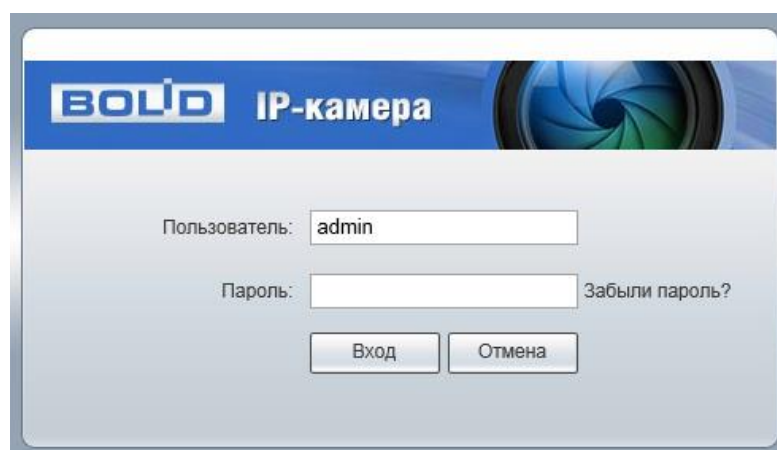 BOLID IP-камера
Пользователь: admin
Пароль: Забыли пароль?
Вход Отмена